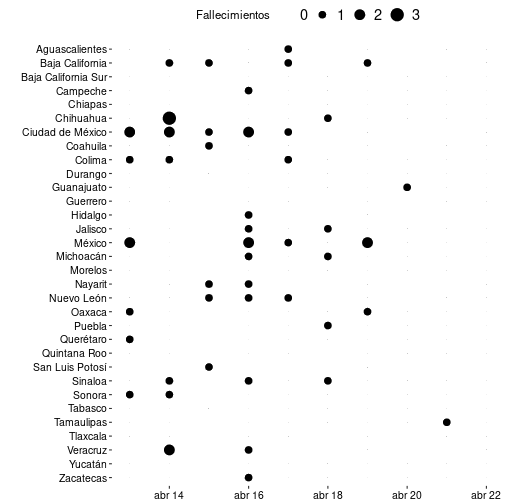 Fallecimientos 0 1 2 3
Aguascalientes
Baja California
Baja California Sur
Campeche
Chiapas
Chihuahua
Ciudad de México
Coahuila
Colima
Durango
Guanajuato
Guerrero
Hidalgo
Jalisco
México
Michoacán
Morelos
Nayarit
Nuevo León
Oaxaca
Puebla
Querétaro
Quintana Roo
San Luis Potosí
Sinaloa
Sonora
Tabasco
Tamaulipas
Tlaxcala
Veracruz
Yucatán
Zacatecas
abr 14 abr 16 abr 18 abr 20 abr 22